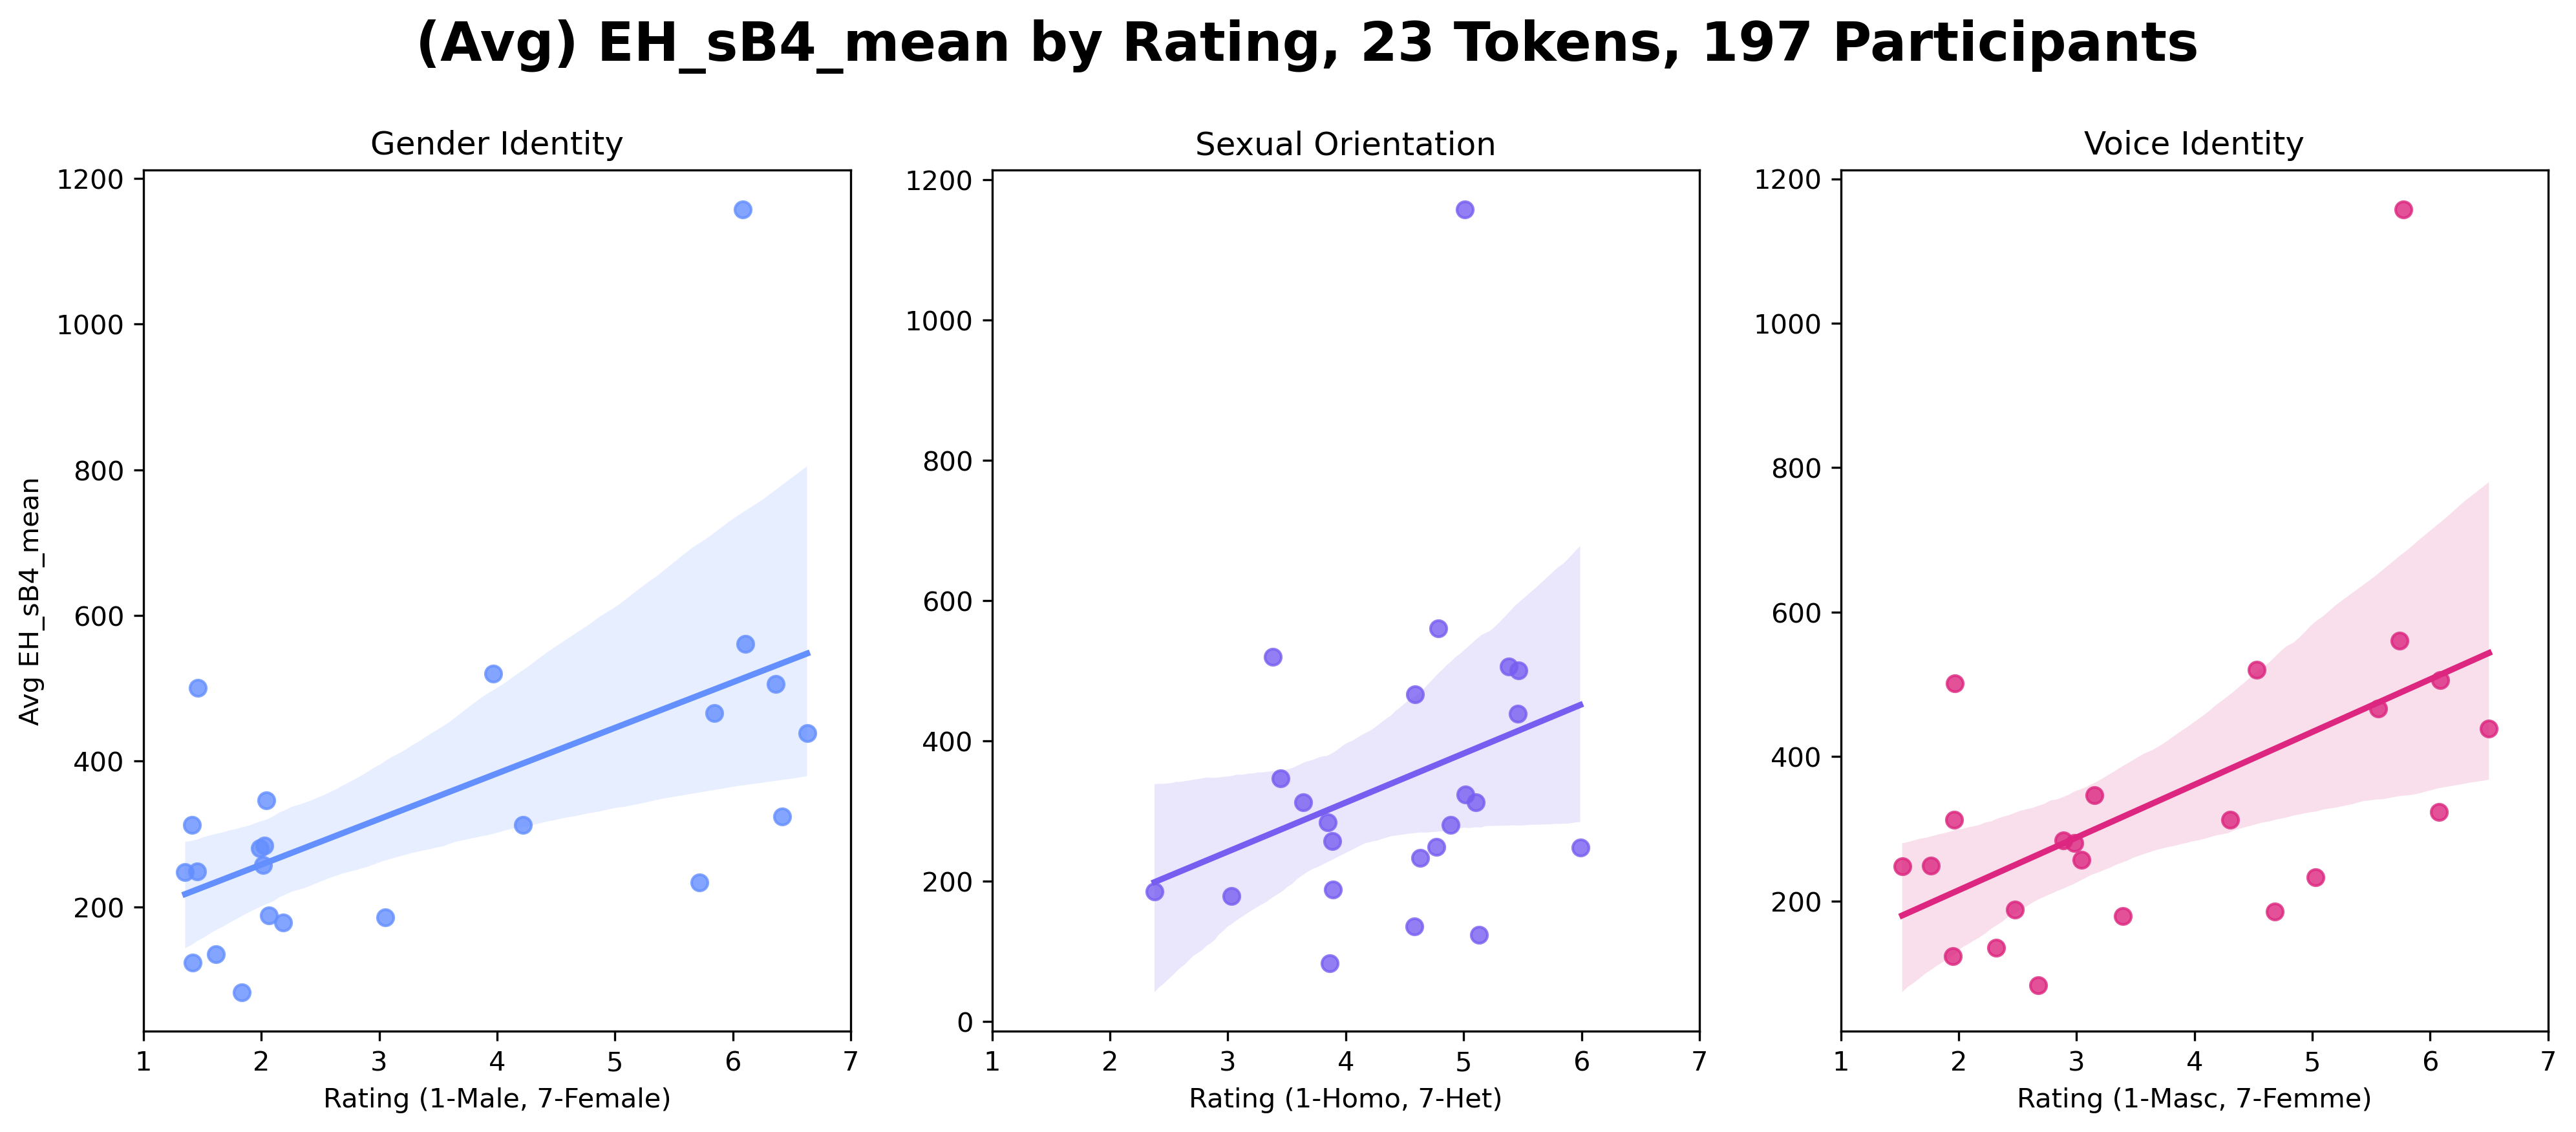 (Avg) EH_sB4_mean by Rating, 23 Tokens, 197 Participants
Gender Identity
Sexual Orientation
Voice Identity
Avg EH_sB4_mean
1200
1000
800
600
400
200
1 2 3 4 5 6 7
Rating (1-Male, 7-Female)
1200
1000
800
600
400
200
0
1 2 3 4 5 6 7
Rating (1-Homo, 7-Het)
1200
1000
800
600
400
200
1 2 3 4 5 6 7
Rating (1-Masc, 7-Femme)